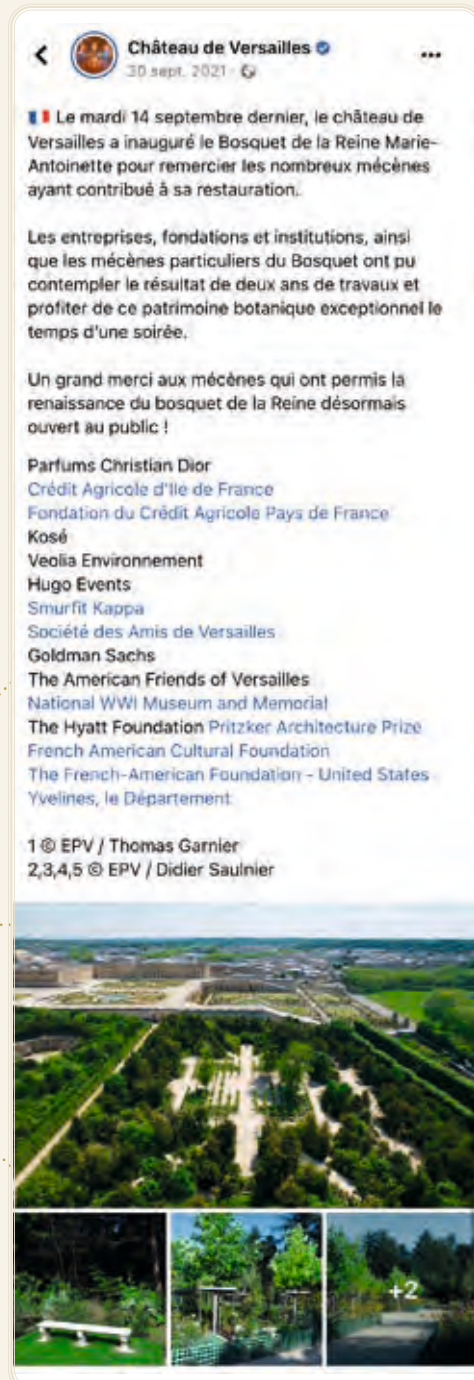 Château de Versailles
30 sept. 2021 ·
Le mardi 14 septembre dernier, le château de
Versailles a inauguré le Bosquet de la Reine Marie-
Antoinette pour remercier les nombreux mécènes
ayant contribué à sa restauration.
Les entreprises, fondations et institutions, ainsi
que les mécènes particuliers du Bosquet ont pu
contempler le résultat de deux ans de travaux et
profiter de ce patrimoine botanique exceptionnel le
temps d'une soirée.
Un grand merci aux mécènes qui ont permis la
renaissance du bosquet de la Reine désormais
ouvert au public !
Parfums Christian Dior
Crédit Agricole d'Ile de France
Fondation du Crédit Agricole Pays de France
Kosé
Veolia Environnement
Hugo Events
Smurfit Kappa
Société des Amis de Versailles
Goldman Sachs
The American Friends of Versailles
National WWI Museum and Memorial
The Hyatt Foundation Pritzker Architecture Prize
French American Cultural Foundation
The French-American Foundation - United States
Yvelines, le Département
1 © EPV / Thomas Garnier
2,3,4,5 © EPV / Didier Saulnier
+2